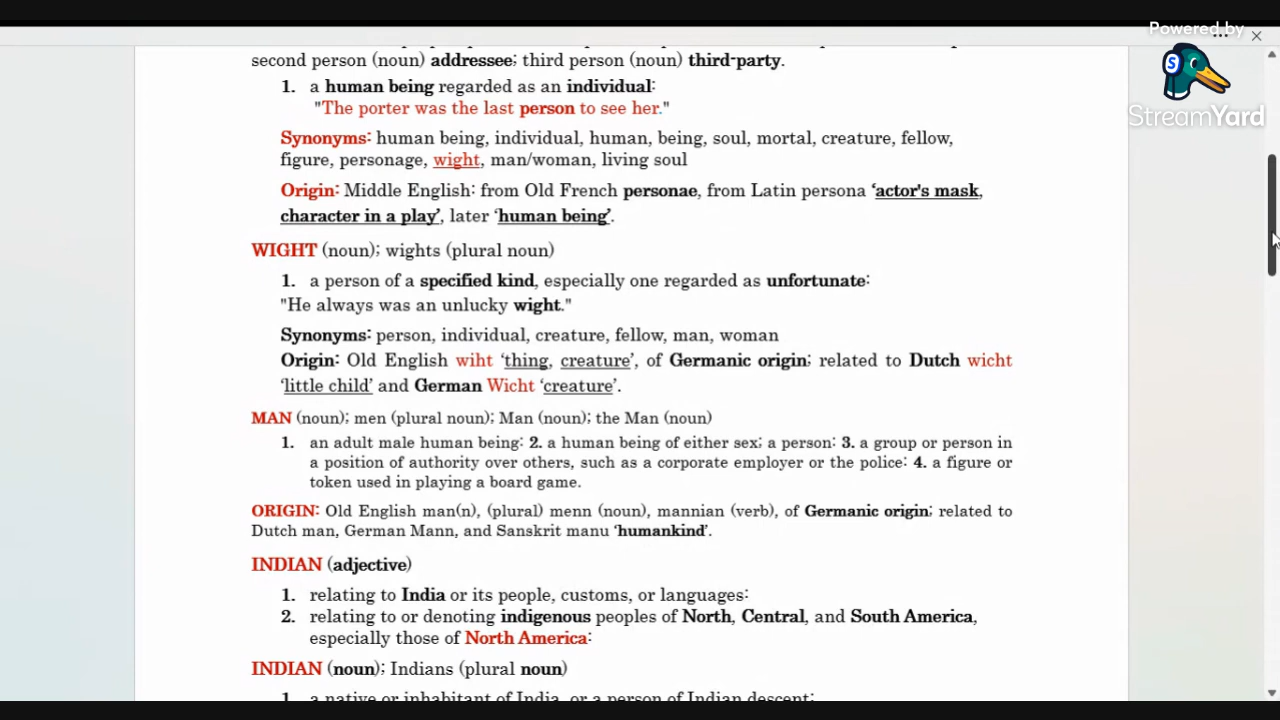 Powered by
StreamYard
second person (noun) addressee; third person (noun) third-party.
1. a human being regarded as an individual:
"The porter was the last person to see her."
Synonyms: human being, individual, human, being, soul, mortal, creature, fellow,
figure, personage, wight, man/woman, living soul
Origin: Middle English: from Old French personae, from Latin persona ‘actor's mask,
character in a play’, later ‘human being’.
WIGHT (noun); wights (plural noun)
1. a person of a specified kind, especially one regarded as unfortunate:
"He always was an unlucky wight."
Synonyms: person, individual, creature, fellow, man, woman
Origin: Old English wiht ‘thing, creature’, of Germanic origin; related to Dutch wicht
‘little child’ and German Wicht ‘creature’.
MAN (noun); men (plural noun); Man (noun); the Man (noun)
1. an adult male human being: 2. a human being of either sex; a person: 3. a group or person in
a position of authority over others, such as a corporate employer or the police: 4. a figure or
token used in playing a board game.
ORIGIN: Old English man(n), (plural) menn (noun), mannian (verb), of Germanic origin; related to
Dutch man, German Mann, and Sanskrit manu ‘humankind’.
INDIAN (adjective)
1. relating to India or its people, customs, or languages:
2. relating to or denoting indigenous peoples of North, Central, and South America,
especially those of North America:
INDIAN (noun); Indians (plural noun)
1. a native or inhabitant of India, or a person of Indian descent: